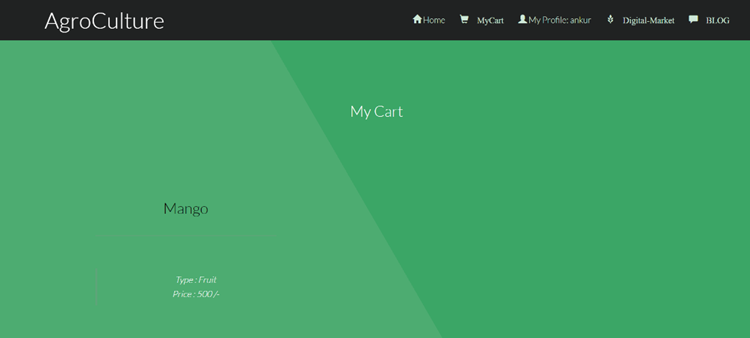 AgroCulture Home MyCart My Profile: ankur Digital-Market BLOG
My Cart
Mango
Type : Fruit
Price : 500 /-